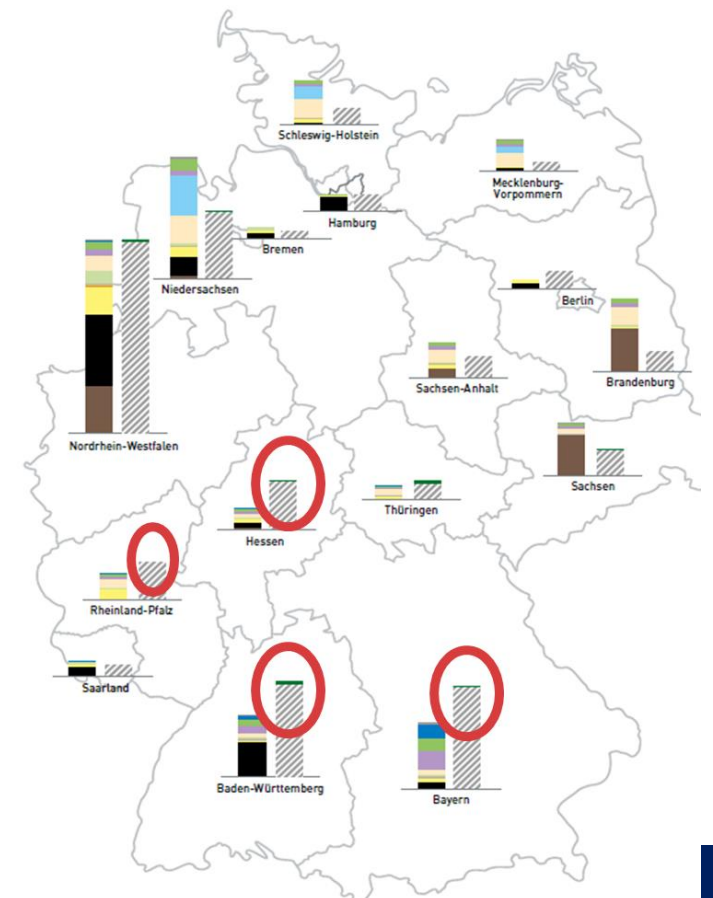 Schleswig-Holstein
Mecklenburg-
Vorpommern
Hamburg
Bremen
Niedersachsen
Berlin
Brandenburg
Sachsen-Anhalt
Nordrhein-Westfalen
Sachsen
Thüringen
Hessen
Rheinland-Pfalz
Saarland
Baden-Württemberg
Bayern